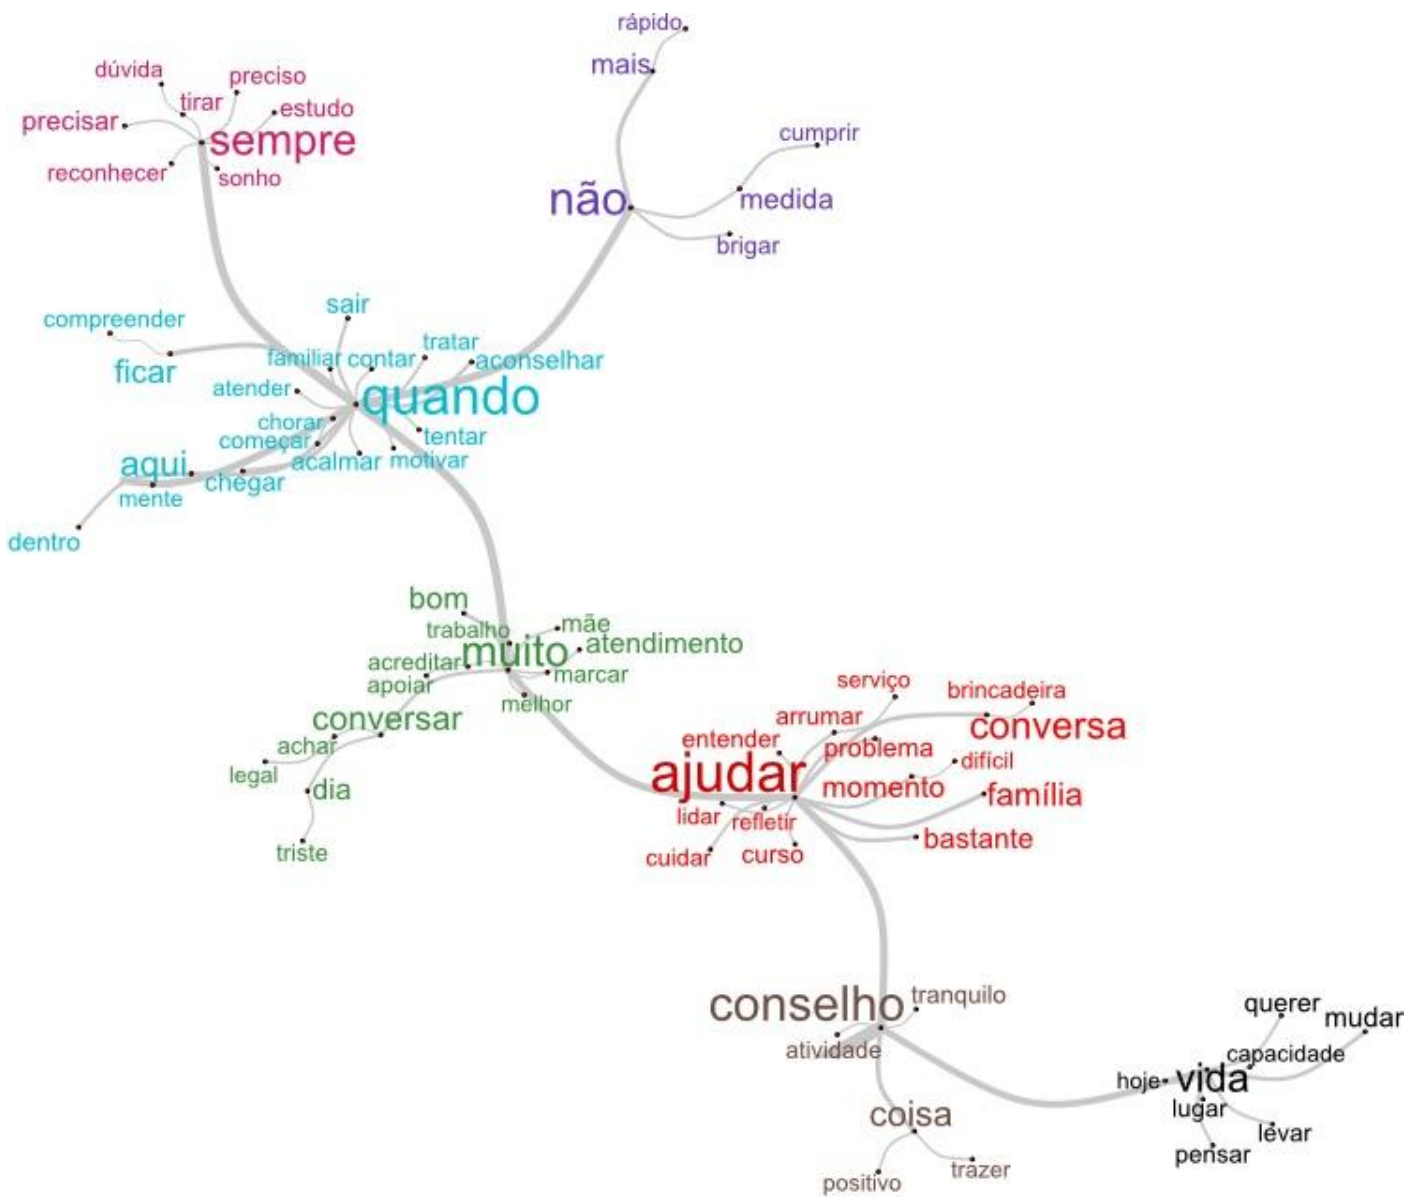 rápido
mais
dúvida
preciso
tirar
estudo
precisar
sempre
cumprir
reconhecer
sonho
não
medida
brigar
sair
compreender
tratar
familiar
contar
aconselhar
ficar
atender
quando
chorar
tentar
começar
aqui
acalmar
motivar
chegar
mente
dentro
bom
trabalho
mãe
muito
atendimento
acreditar
marcar
apoiar
melhor
serviço
brincadeira
conversar
arrumar
conversa
achar
entender
problema
legal
difícil
ajudar
dia
momento
família
lidar
refletir
bastante
triste
cuidar
curso
conselho
tranquilo
querer
mudar
atividade
capacidade
hoje
vida
lugar
coisa
levar
pensar
positivo
trazer